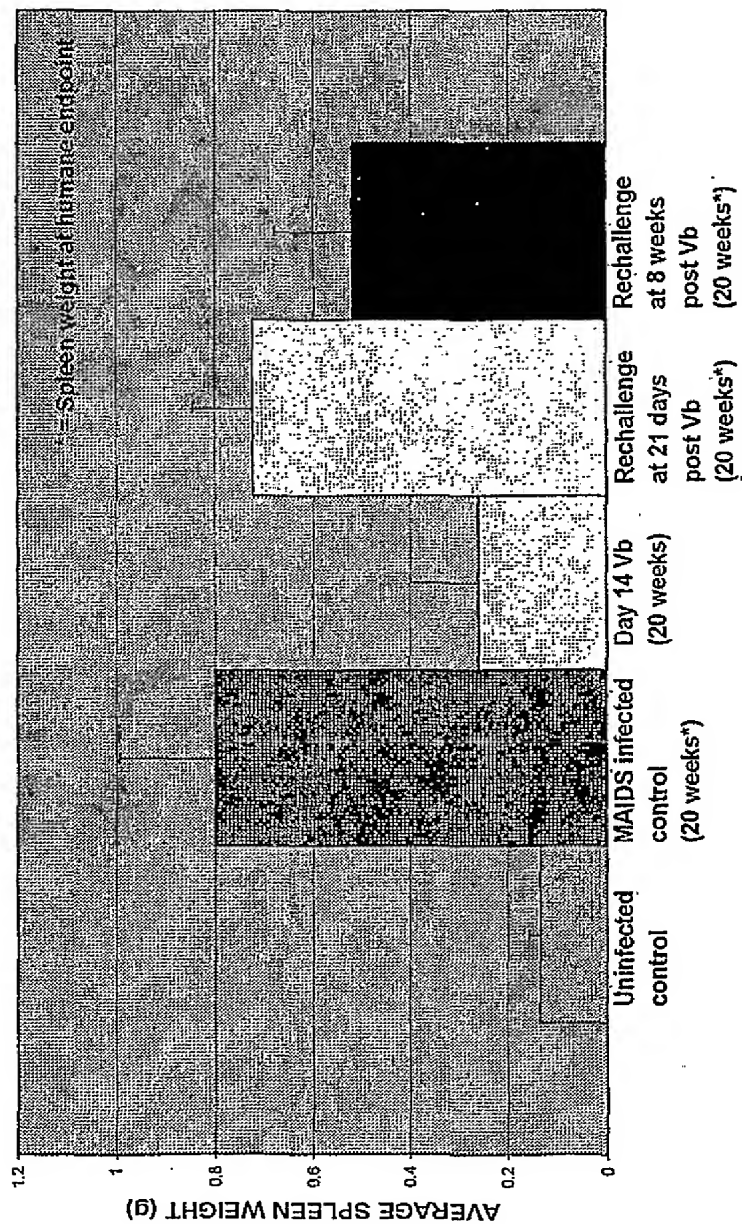 * = Spleen weight at humane endpoint
AVERAGE SPLEEN WEIGHT (g)
1.2
1
0.8
0.6
0.4
0.2
0
Uninfected
control
MAIDS infected
control
(20 weeks*)
Day 14 Vb
(20 weeks)
Rechallenge
at 21 days
post Vb
(20 weeks*)
Rechallenge
at 8 weeks
post Vb
(20 weeks*)